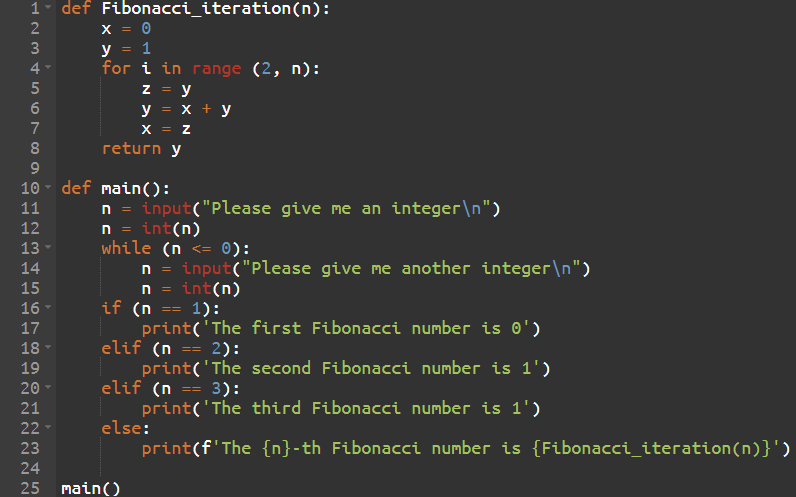 1 def Fibonacci_iteration(n):
2     x = 0
3     y = 1
4     for i in range (2, n):
5         z = y
6         y = x + y
7         x = z
8     return y
9
10 def main():
11     n = input("Please give me an integer\n")
12     n = int(n)
13     while (n <= 0):
14         n = input("Please give me another integer\n")
15         n = int(n)
16     if (n == 1):
17         print('The first Fibonacci number is 0')
18     elif (n == 2):
19         print('The second Fibonacci number is 1')
20     elif (n == 3):
21         print('The third Fibonacci number is 1')
22     else:
23         print(f'The {n}-th Fibonacci number is {Fibonacci_iteration(n)}')
24
25 main()